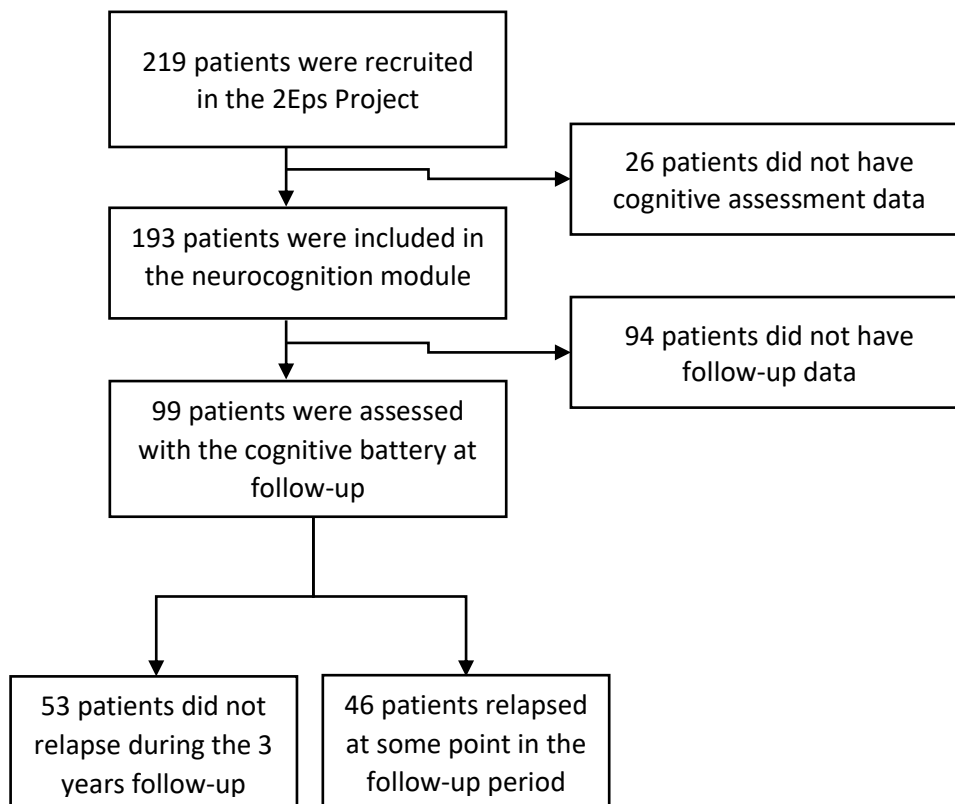 219 patients were recruited
in the 2Eps Project
26 patients did not have
cognitive assessment data
193 patients were included in
the neurocognition module
94 patients did not have
follow-up data
99 patients were assessed
with the cognitive battery at
follow-up
53 patients did not
relapse during the 3
years follow-up
46 patients relapsed
at some point in the
follow-up period